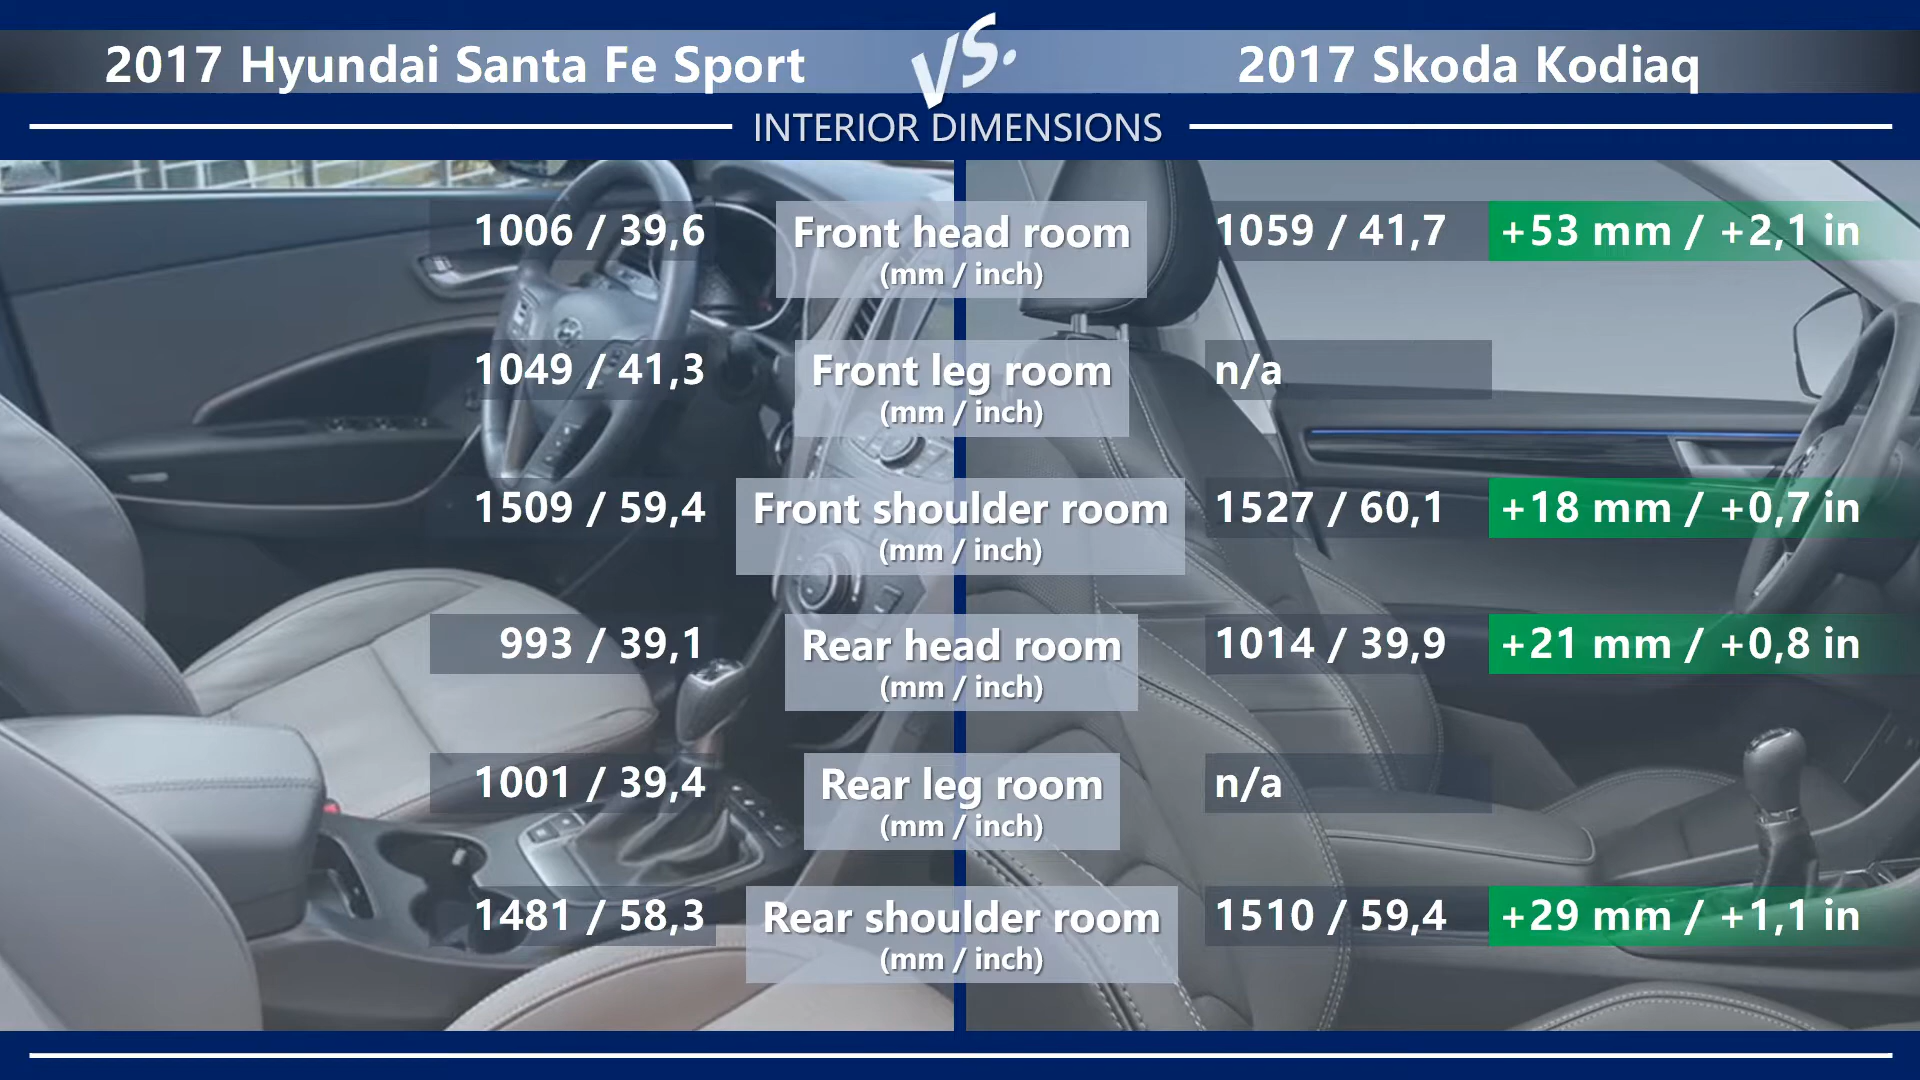 2017 Hyundai Santa Fe Sport VS. 2017 Skoda Kodiaq
INTERIOR DIMENSIONS
1006 / 39,6 Front head room 1059 / 41,7 +53 mm / +2,1 in
(mm / inch)
1049 / 41,3 Front leg room n/a
(mm / inch)
1509 / 59,4 Front shoulder room 1527 / 60,1 +18 mm / +0,7 in
(mm / inch)
993 / 39,1 Rear head room 1014 / 39,9 +21 mm / +0,8 in
(mm / inch)
1001 / 39,4 Rear leg room n/a
(mm / inch)
1481 / 58,3 Rear shoulder room 1510 / 59,4 +29 mm / +1,1 in
(mm / inch)